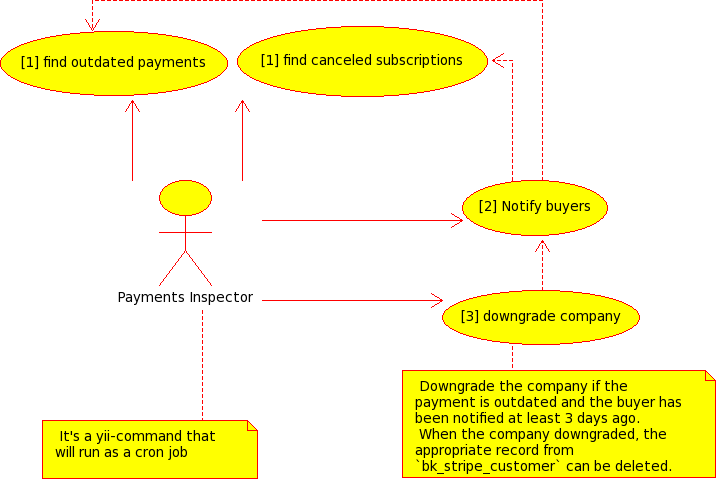 [1] find outdated payments
[1] find canceled subscriptions
[2] Notify buyers
Payments Inspector
[3] downgrade company
Downgrade the company if the
payment is outdated and the buyer has
been notified at least 3 days ago.
When the company downgraded, the
appropriate record from
`bk_stripe_customer` can be deleted.
It's a yii-command that
will run as a cron job